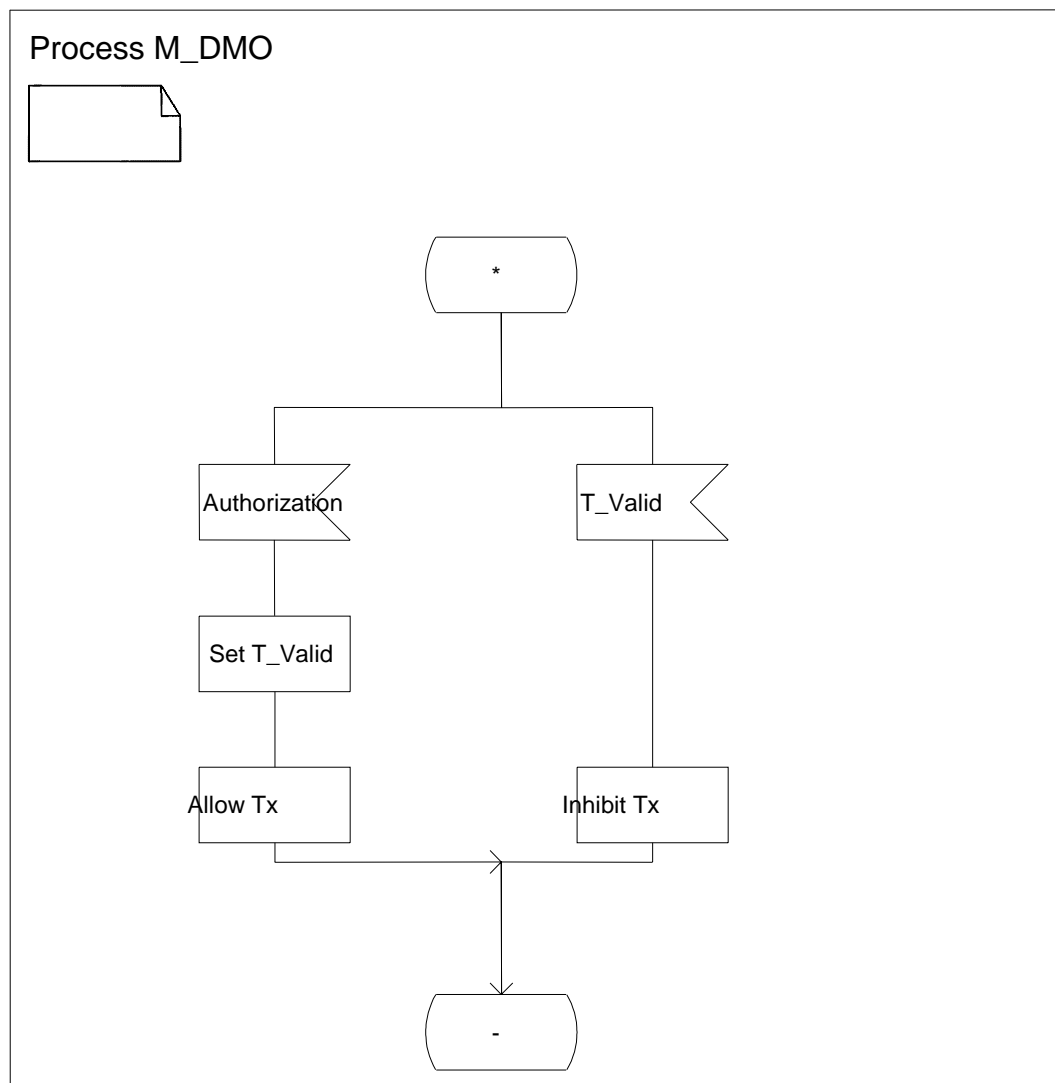 Process M_DMO
*
Authorization
T_Valid
Set T_Valid
Allow Tx
Inhibit Tx
-